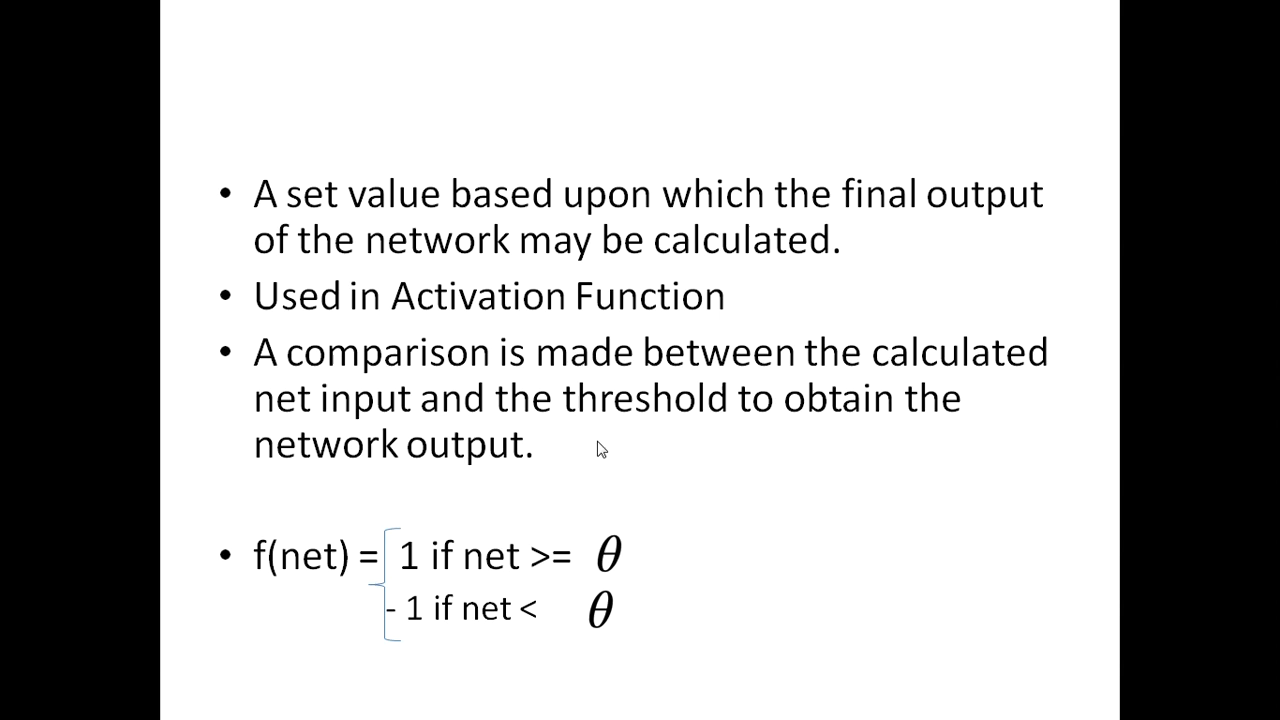 • A set value based upon which the final output
of the network may be calculated.
• Used in Activation Function
• A comparison is made between the calculated
net input and the threshold to obtain the
network output.
• f(net) = 1 if net >= θ
- 1 if net < θ